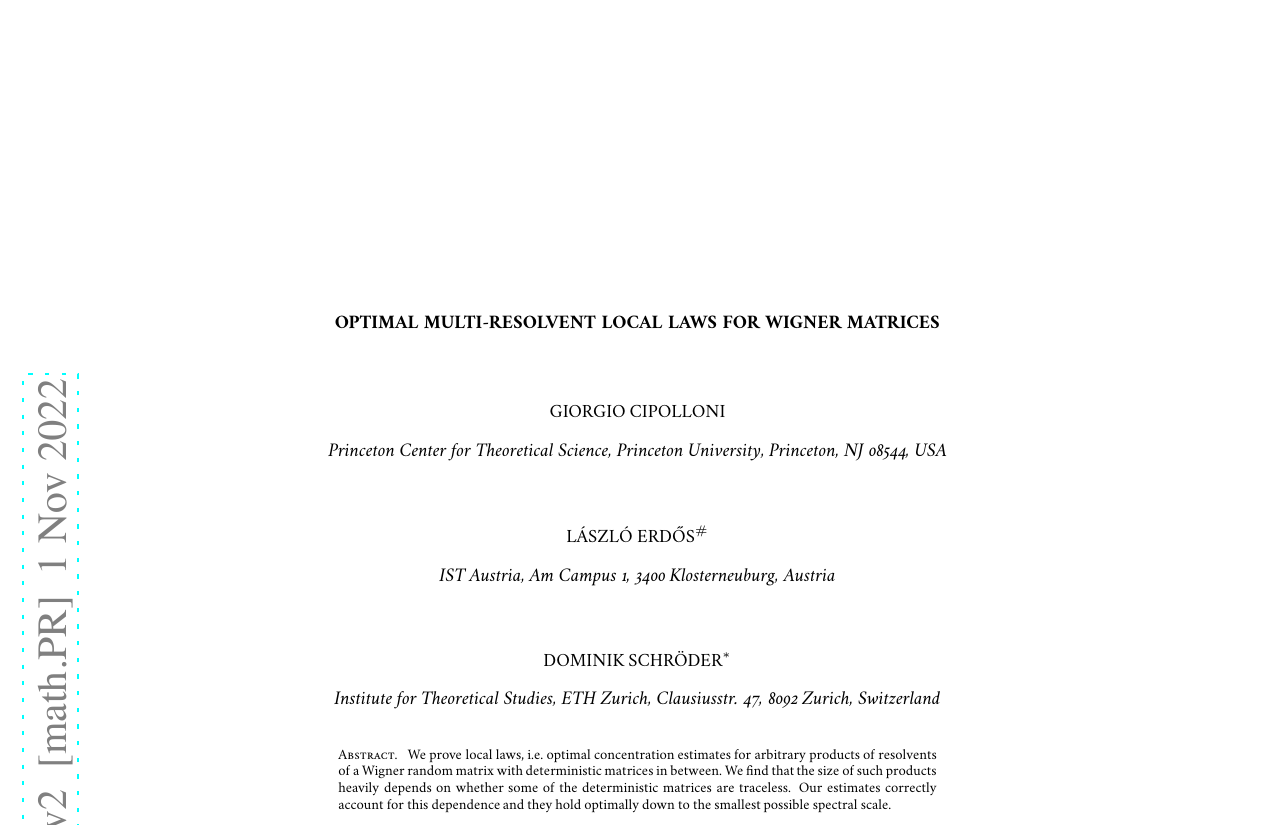 OPTIMAL MULTI-RESOLVENT LOCAL LAWS FOR WIGNER MATRICES
GIORGIO CIPOLLONI
Princeton Center for Theoretical Science, Princeton University, Princeton, NJ 08544, USA
LÁSZLÓ ERDŐS#
IST Austria, Am Campus 1, 3400 Klosterneuburg, Austria
DOMINIK SCHRÖDER*
Institute for Theoretical Studies, ETH Zurich, Clausiusstr. 47, 8092 Zurich, Switzerland
ABSTRACT. We prove local laws, i.e. optimal concentration estimates for arbitrary products of resolvents
of a Wigner random matrix with deterministic matrices in between. We find that the size of such products
heavily depends on whether some of the deterministic matrices are traceless. Our estimates correctly
account for this dependence and they hold optimally down to the smallest possible spectral scale.
v2 [math.PR] 1 Nov 2022